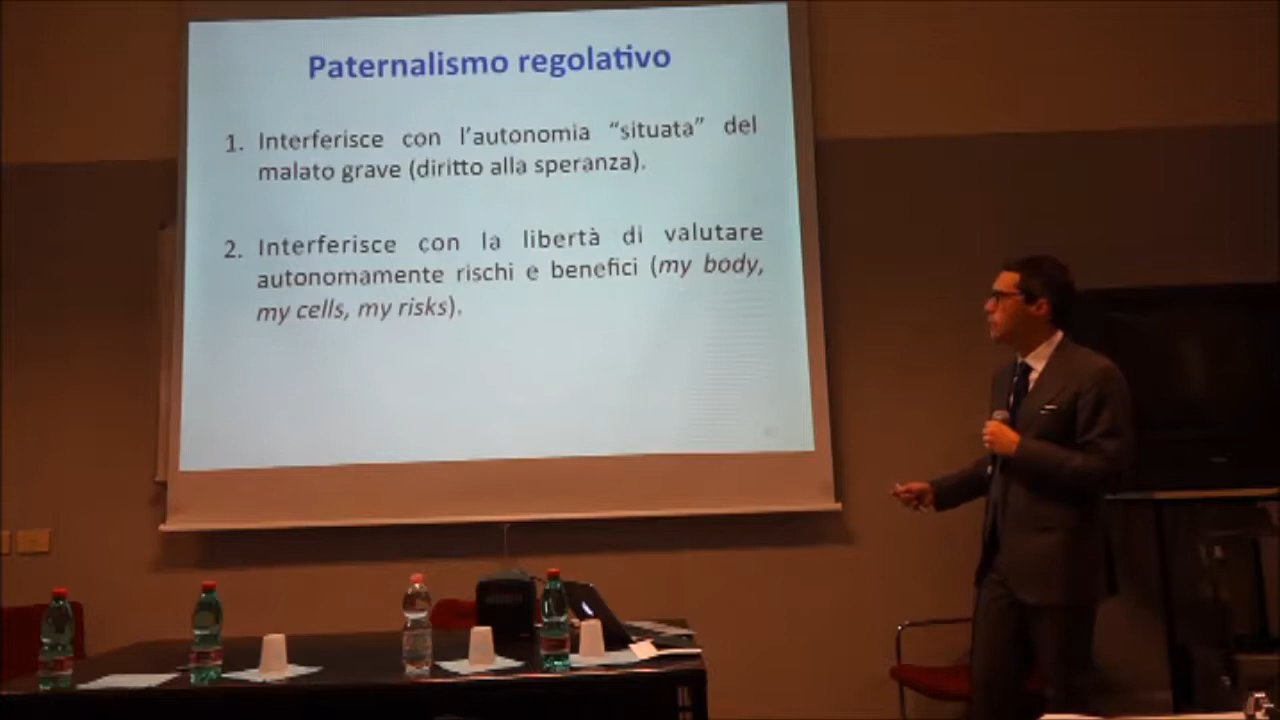 Paternalismo regolativo
1. Interferisce con l'autonomia “situata” del
malato grave (diritto alla speranza).
2. Interferisce con la libertà di valutare
autonomamente rischi e benefici (my body,
my cells, my risks).